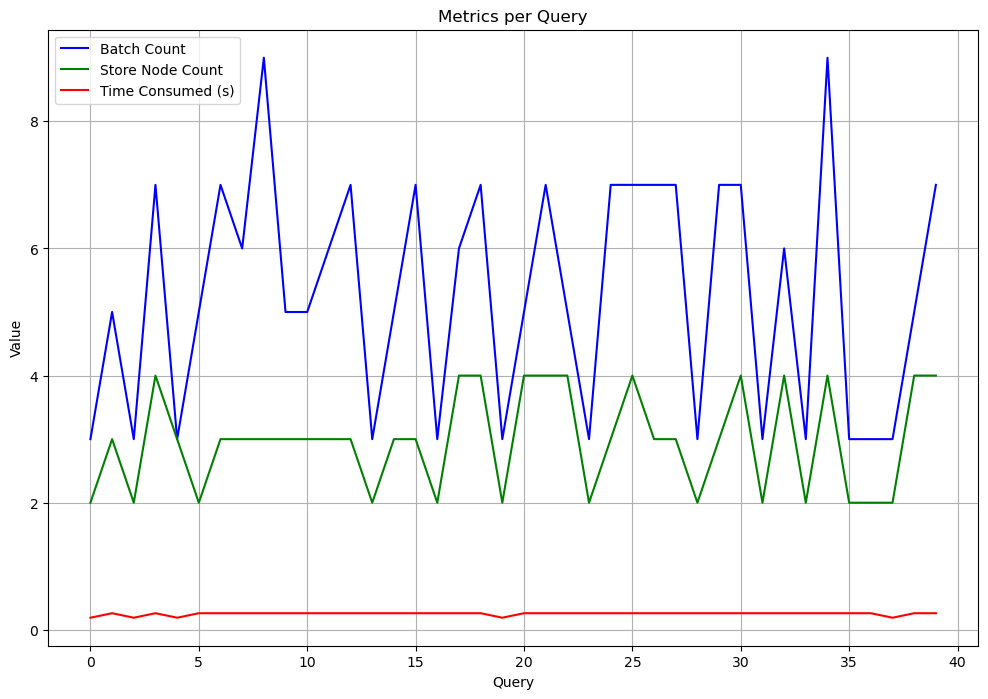 Metrics per Query
Batch Count
Store Node Count
Time Consumed (s)
Value
8
6
4
2
0
0 5 10 15 20 25 30 35 40
Query